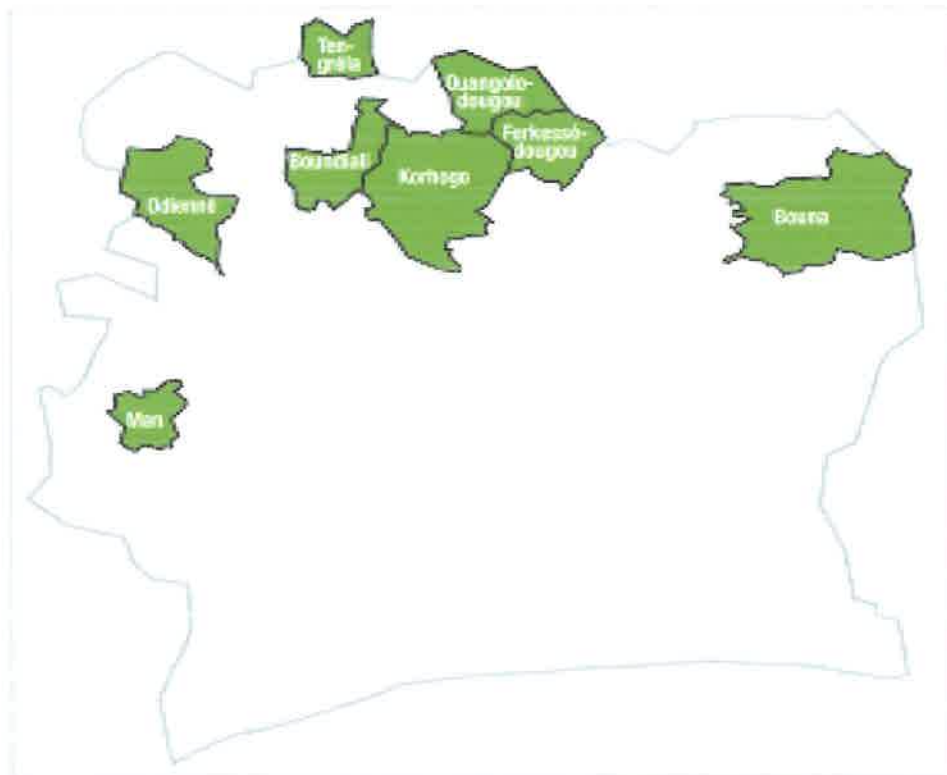 Ten-
gréla
Ouangolo-
dougou
Ferkessé-
dougou
Boundiali
Korhogo
Odienné
Bouna
Man